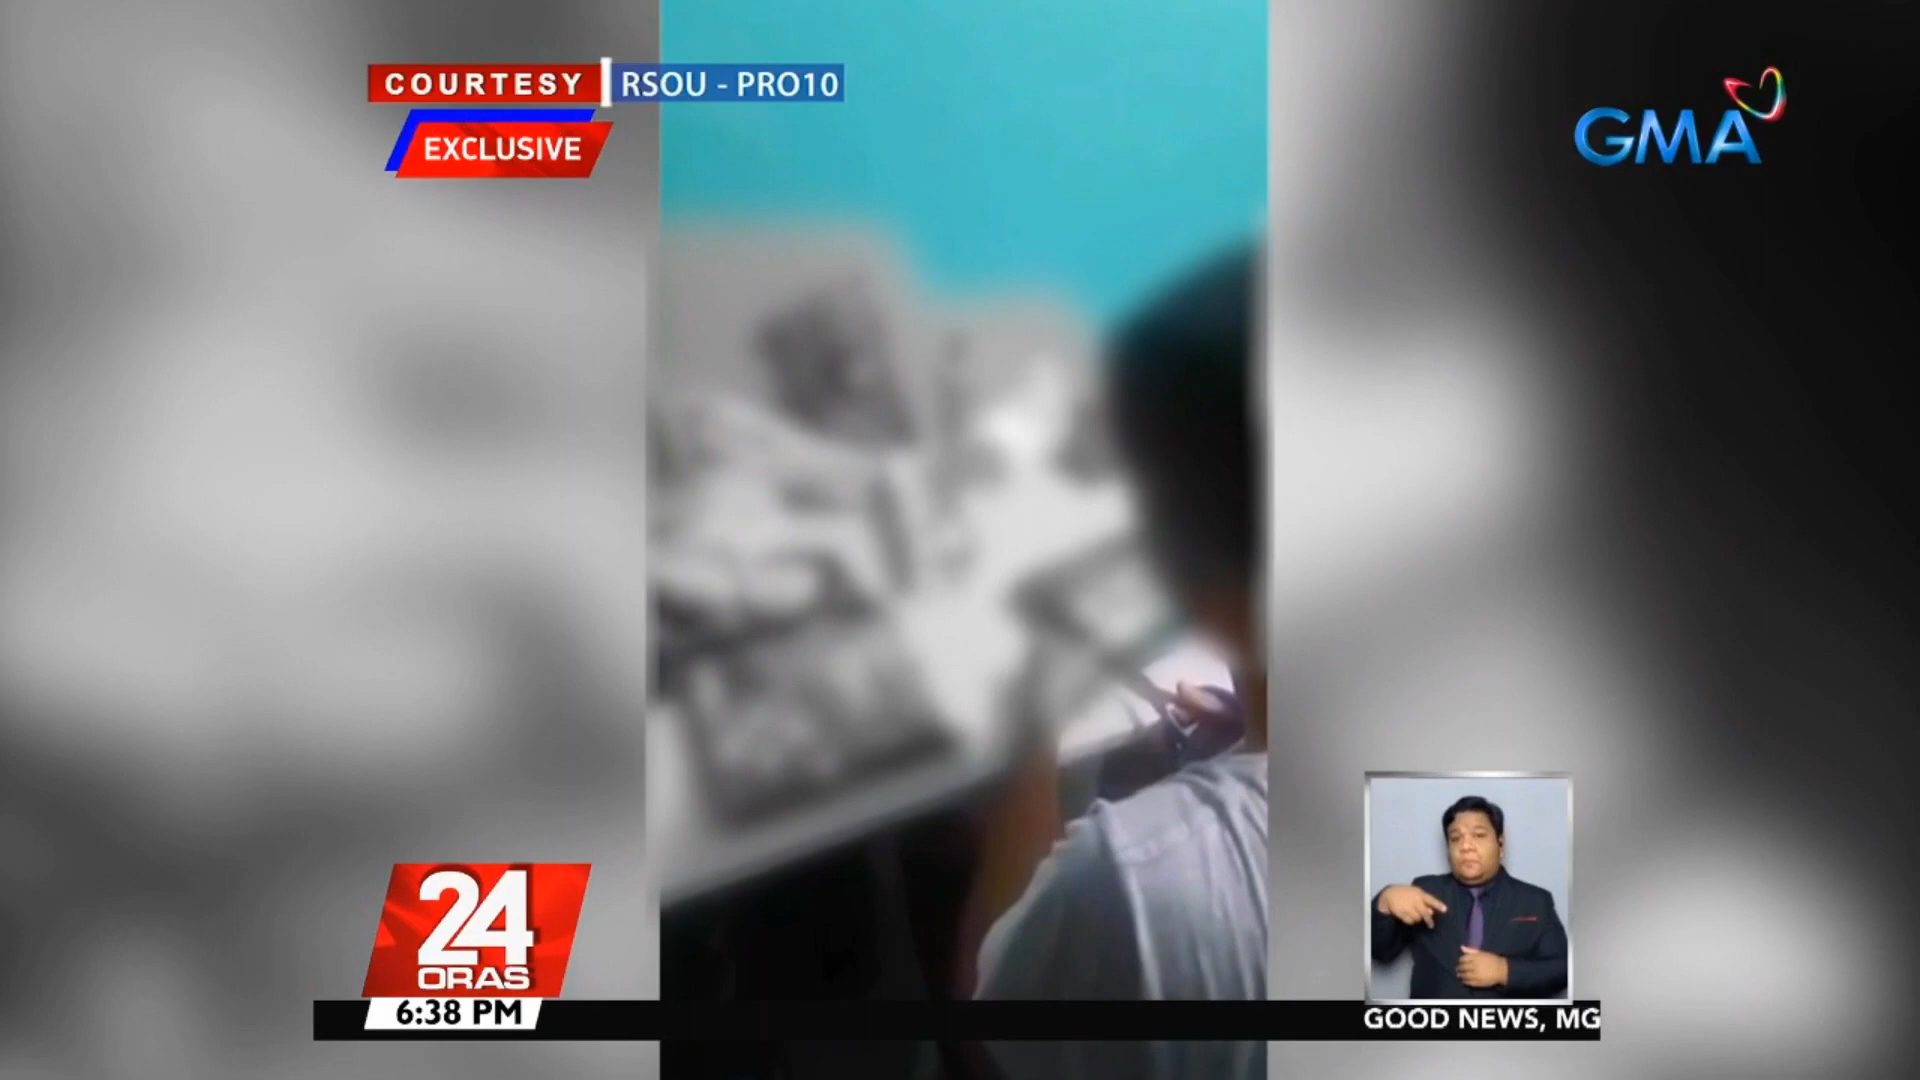 COURTESY RSOU - PRO10
EXCLUSIVE
GMA
24
ORAS
6:38 PM
GOOD NEWS, MG